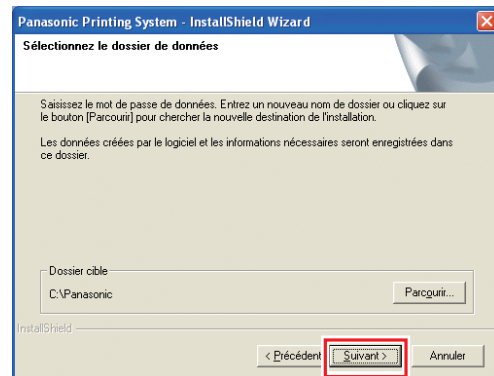 Panasonic Printing System - InstallShield Wizard
Sélectionnez le dossier de données
Saisissez le mot de passe de données. Entrez un nouveau nom de dossier ou cliquez sur
le bouton [Parcourir] pour chercher la nouvelle destination de l'installation.
Les données créées par le logiciel et les informations nécessaires seront enregistrées dans
ce dossier.
Dossier cible
C:\Panasonic
Parcourir...
InstallShield
< Précédent
Suivant >
Annuler